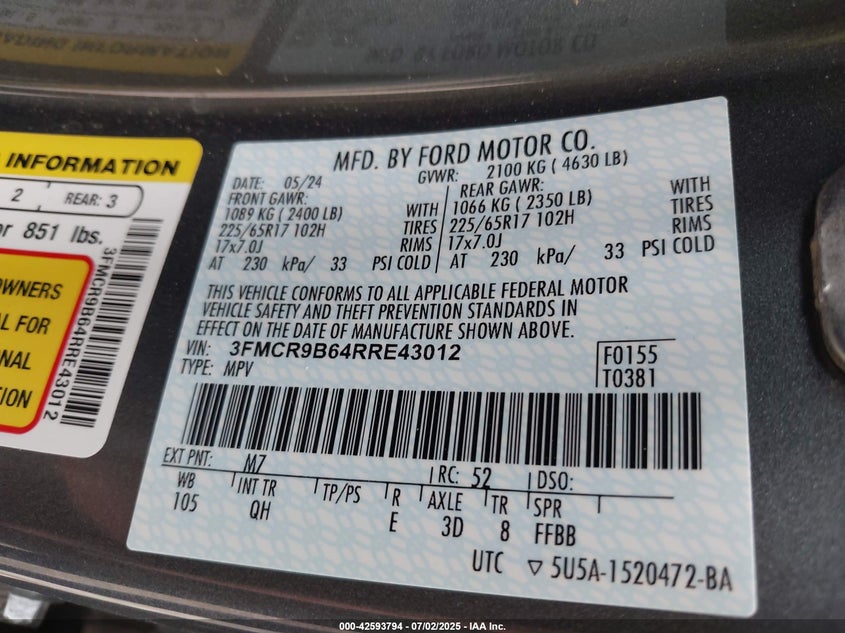 INFORMATION
2 REAR: 3
851 lbs.
OWNERS
AL FOR
NAL
TION
3FMCR9B64RRE43012
MFD. BY FORD MOTOR CO.
DATE: 05/24 GVWR: 2100 KG ( 4630 LB)
FRONT GAWR: REAR GAWR:
1089 KG ( 2400 LB) WITH 1066 KG ( 2350 LB) WITH
225/65R17 102H TIRES 225/65R17 102H TIRES
17x7.0J RIMS 17x7.0J RIMS
AT 230 kPa/ 33 PSI COLD AT 230 kPa/ 33 PSI COLD
THIS VEHICLE CONFORMS TO ALL APPLICABLE FEDERAL MOTOR
VEHICLE SAFETY AND THEFT PREVENTION STANDARDS IN
EFFECT ON THE DATE OF MANUFACTURE SHOWN ABOVE.
VIN: 3FMCR9B64RRE43012 F0155
TYPE: MPV T0381
EXT PNT: M7 RC: 52 DSO:
WB INT TR TP/PS R AXLE TR SPR
105 QH E 3D 8 FFBB
UTC ▽ 5U5A-1520472-BA
000-42593794 / 07/02/2025 - IAA Inc.